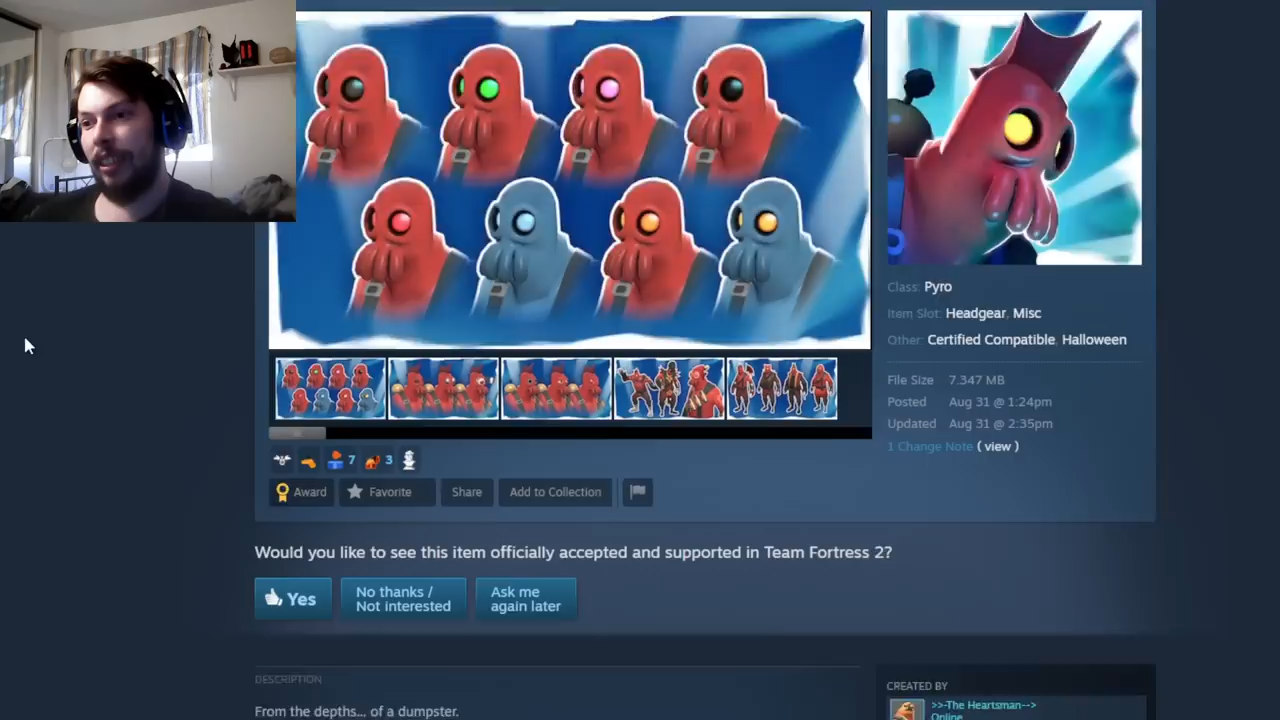 Class: Pyro
Item Slot: Headgear, Misc
Other: Certified Compatible, Halloween
File Size 7.347 MB
Posted Aug 31 @ 1:24pm
Updated Aug 31 @ 2:35pm
1 Change Note ( view )
7 3
Award Favorite Share Add to Collection
Would you like to see this item officially accepted and supported in Team Fortress 2?
Yes
No thanks /
Not interested
Ask me
again later
DESCRIPTION
From the depths... of a dumpster.
CREATED BY
>>-The Heartsman-->
Online